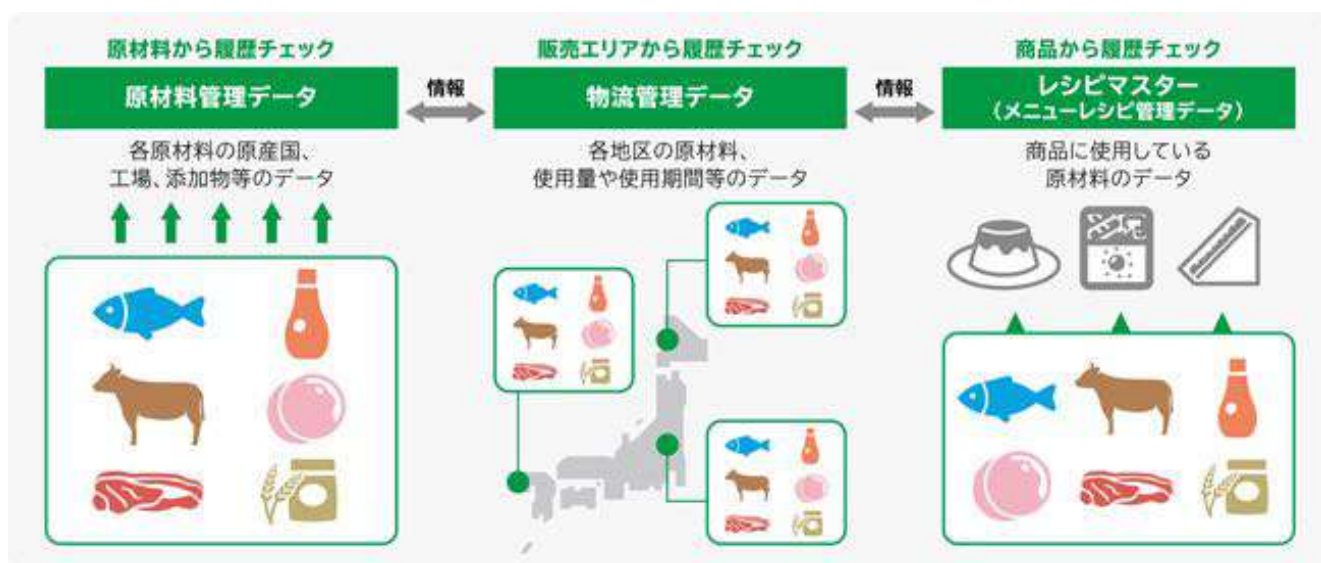 原材料から履歴チェック
原材料管理データ
各原材料の原産国、
工場、添加物等のデータ
情報
販売エリアから履歴チェック
物流管理データ
各地区の原材料、
使用量や使用期間等のデータ
情報
商品から履歴チェック
レシピマスター
（メニューレシピ管理データ）
商品に使用している
原材料のデータ